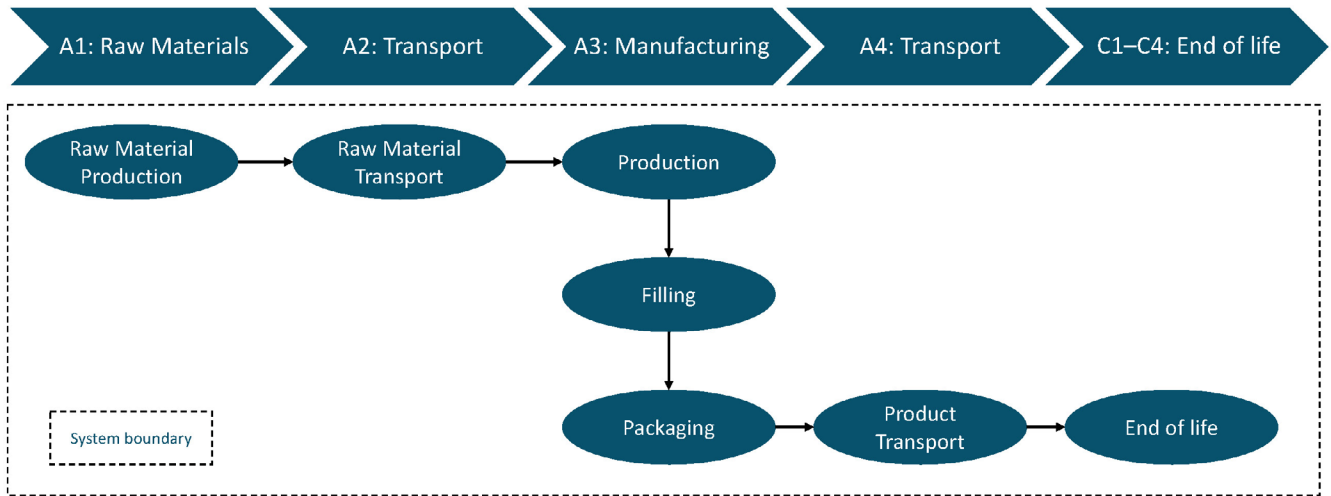 A1: Raw Materials
A2: Transport
A3: Manufacturing
A4: Transport
C1–C4: End of life
Raw Material
Production
Raw Material
Transport
Production
Filling
Packaging
Product
Transport
End of life
System boundary